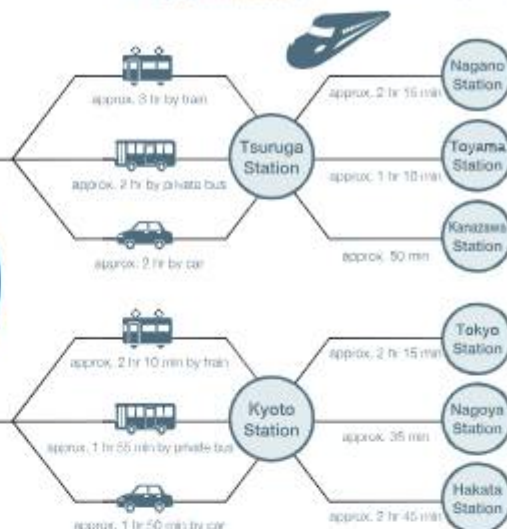 approx. 3 hr by train
approx. 2 hr by private bus
approx. 2 hr by car
Tsuruga
Station
approx. 2 hr 15 min
Nagano
Station
approx. 1 hr 10 min
Toyama
Station
approx. 50 min
Kanazawa
Station
approx. 2 hr 10 min by train
approx. 1 hr 55 min by private bus
approx. 1 hr 50 min by car
Kyoto
Station
approx. 2 hr 15 min
Tokyo
Station
approx. 35 min
Nagoya
Station
approx. 2 hr 45 min
Hakata
Station